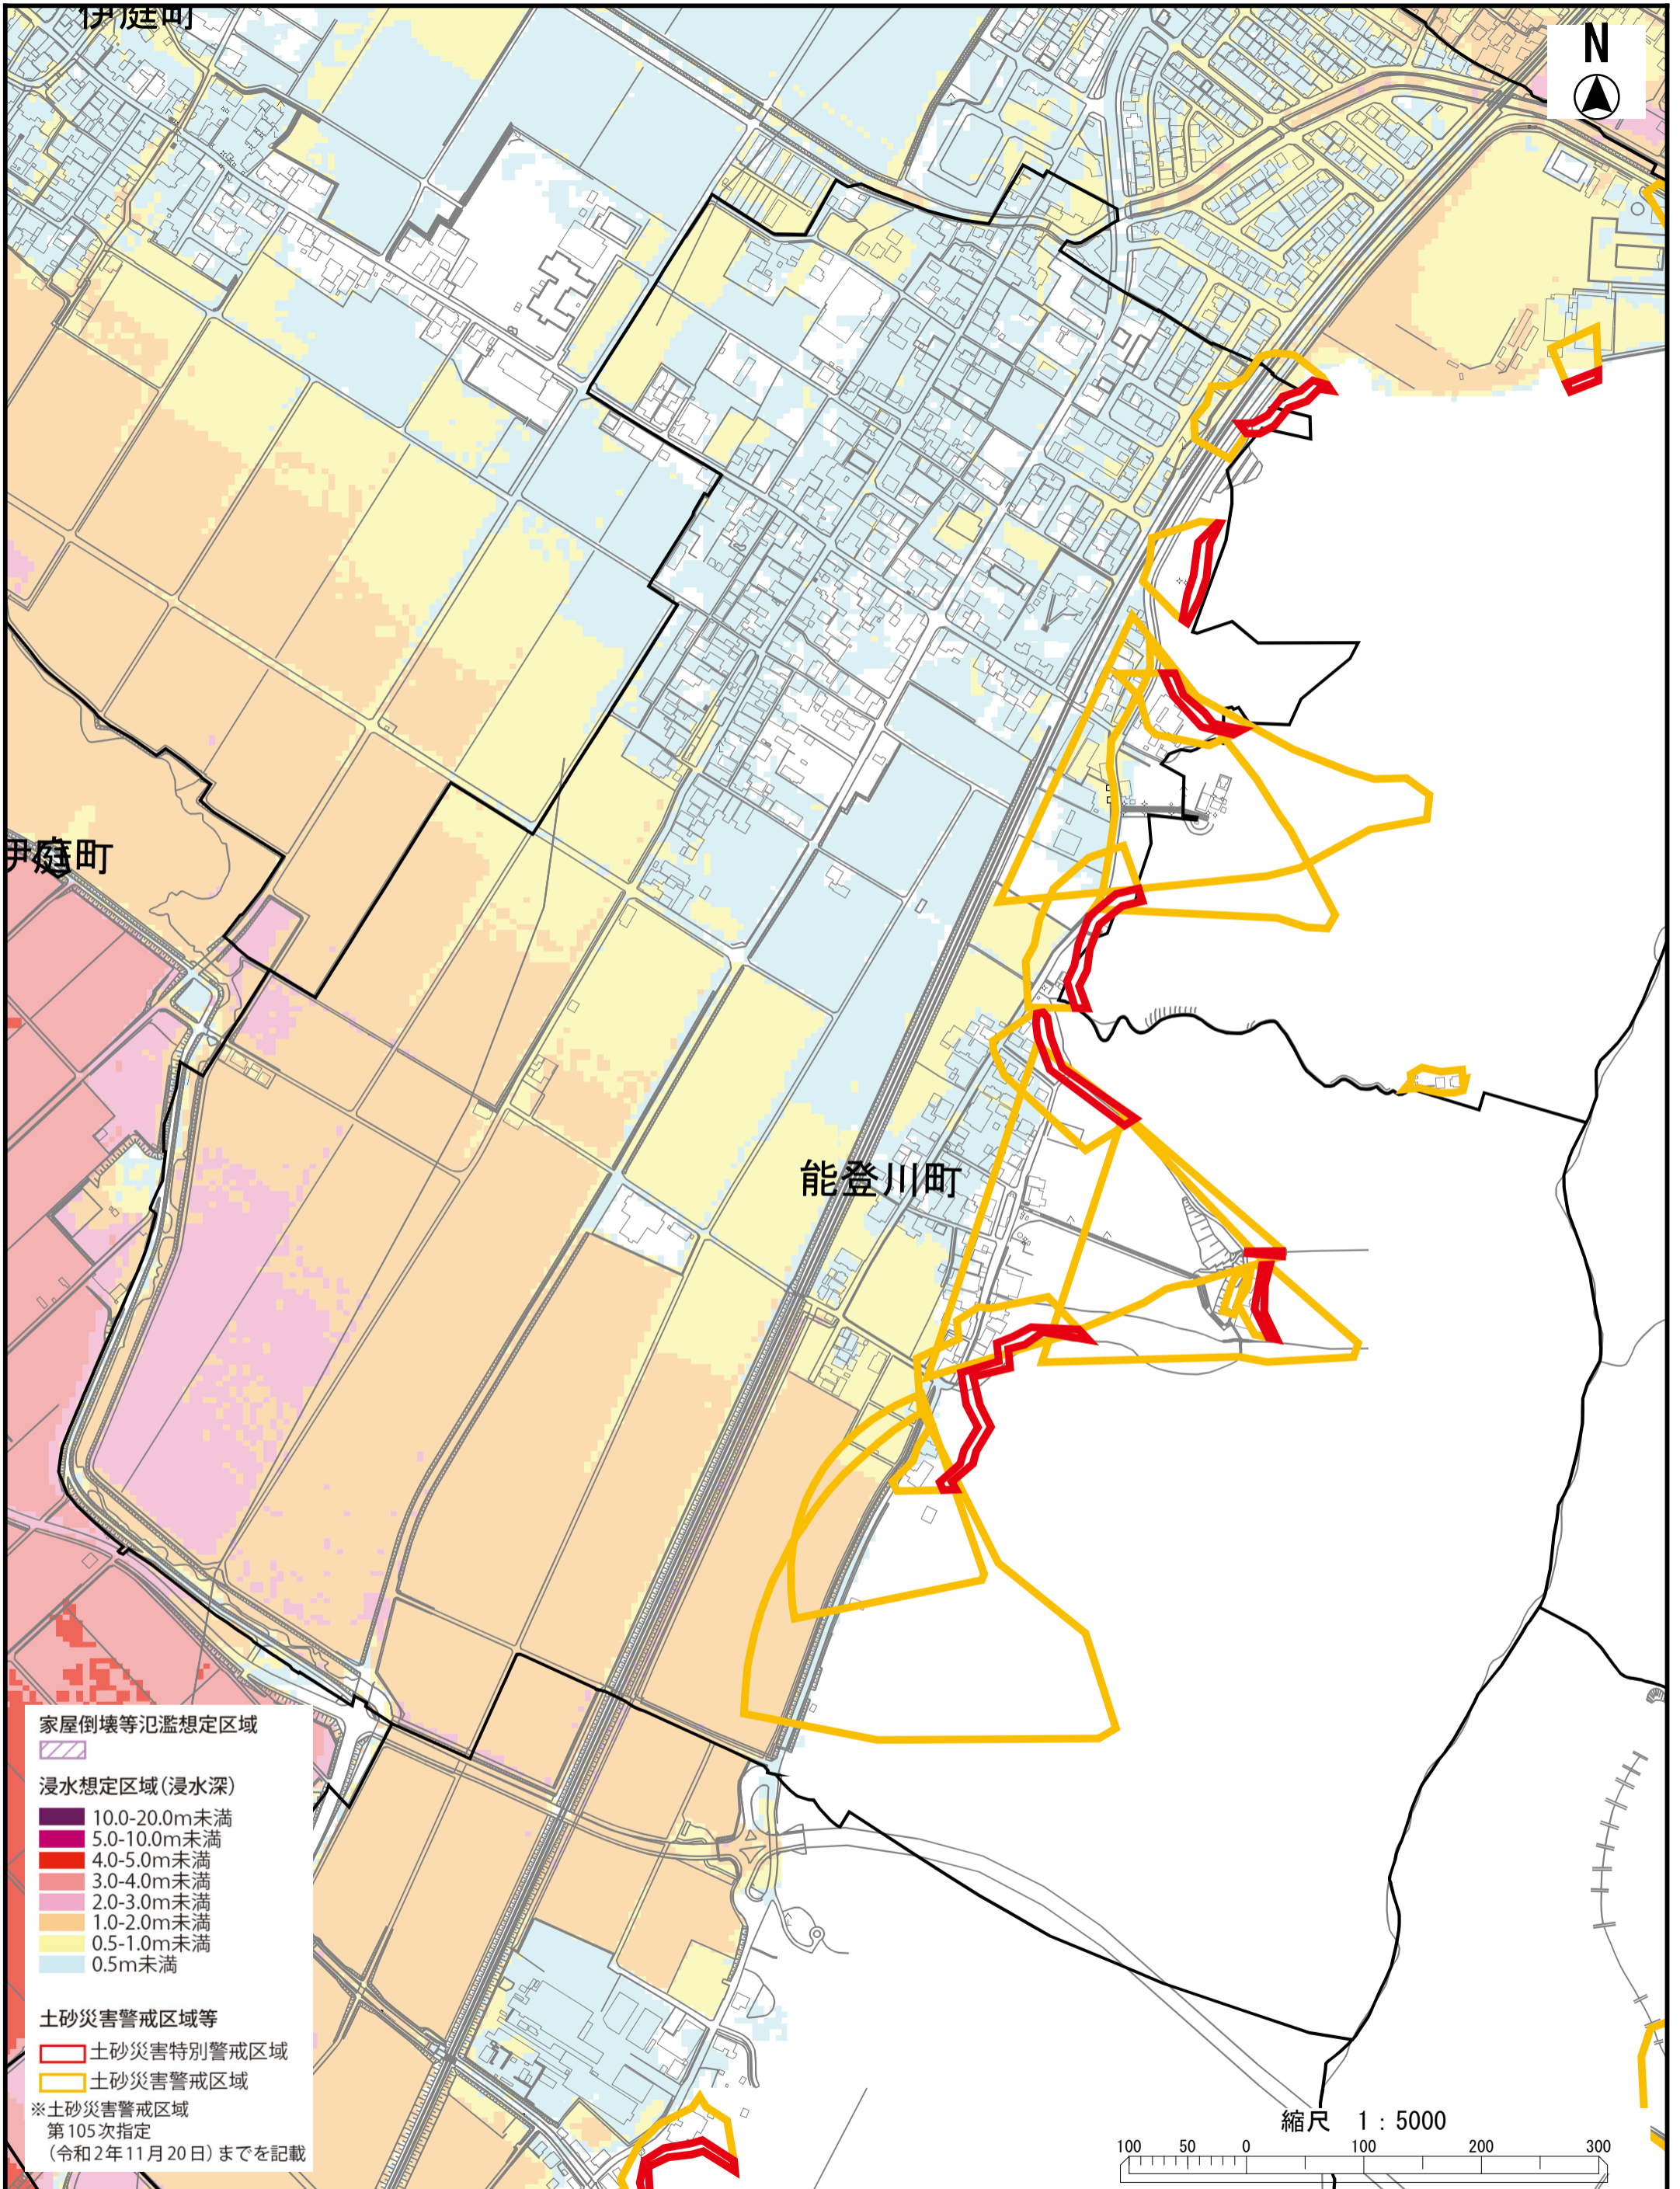 伊庭町
N
伊庭町
能登川町
家屋倒壊等氾濫想定区域
浸水想定区域(浸水深)
10.0-20.0m未満
5.0-10.0m未満
4.0-5.0m未満
3.0-4.0m未満
2.0-3.0m未満
1.0-2.0m未満
0.5-1.0m未満
0.5m未満
土砂災害警戒区域等
土砂災害特別警戒区域
土砂災害警戒区域
※土砂災害警戒区域
第105次指定
(令和2年11月20日)までを記載
縮尺 1:5000
100 50 0 100 200 300